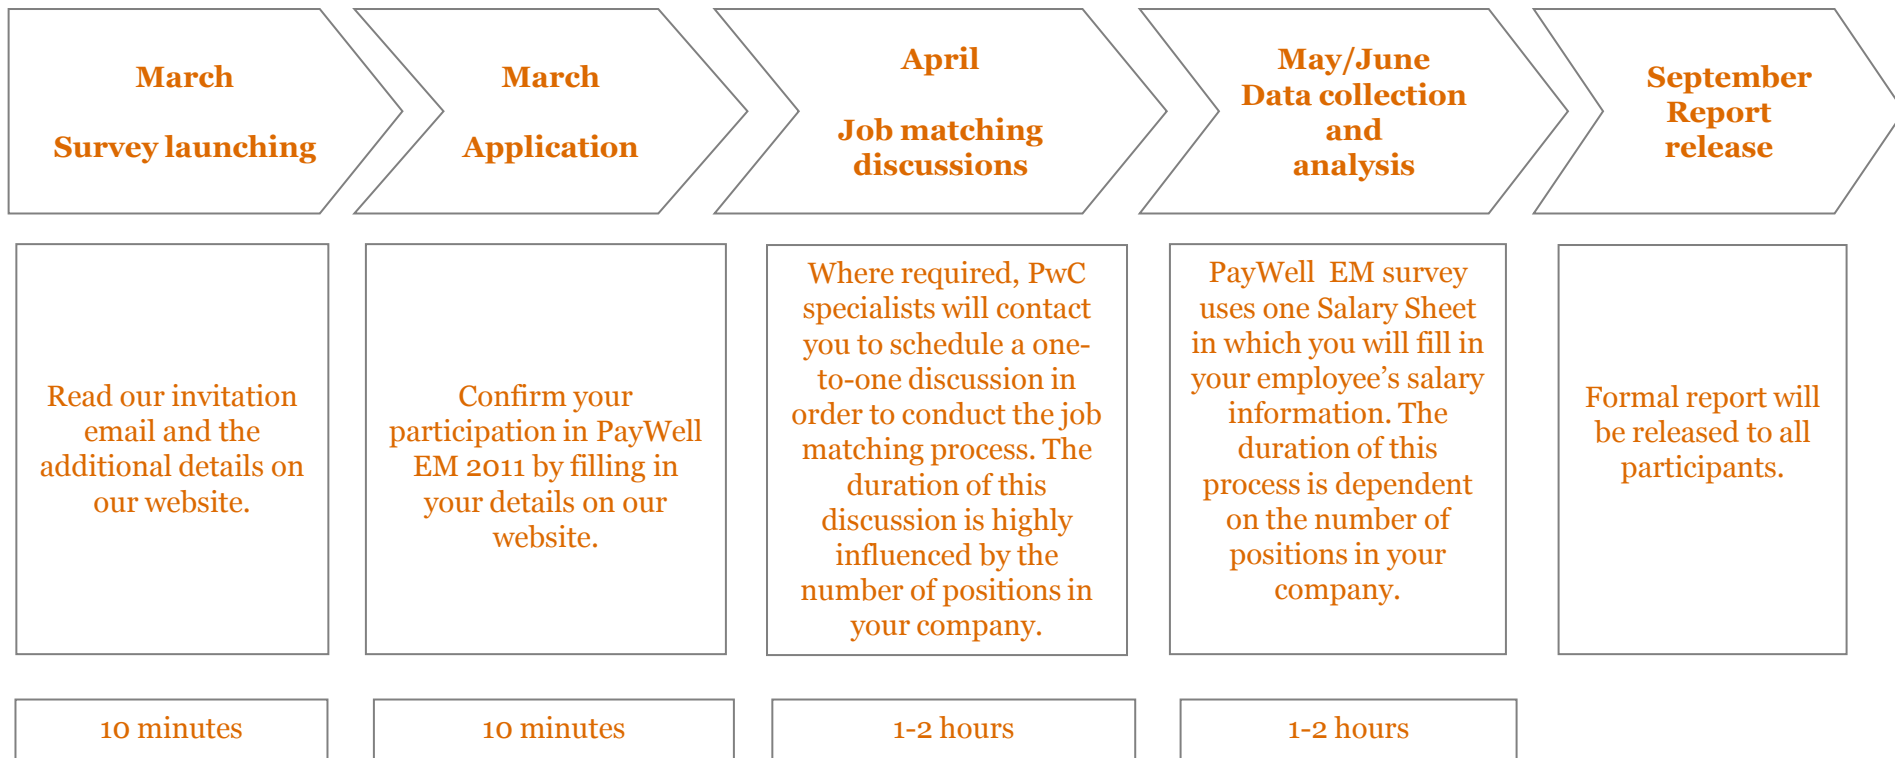 March
Survey launching
March
Application
April
Job matching
discussions
May/June
Data collection
and
analysis
September
Report
release
Read our invitation
email and the
additional details on
our website.
Confirm your
participation in PayWell
EM 2011 by filling in
your details on our
website.
Where required, PwC
specialists will contact
you to schedule a one-
to-one discussion in
order to conduct the job
matching process. The
duration of this
discussion is highly
influenced by the
number of positions in
your company.
PayWell  EM survey
uses one Salary Sheet
in which you will fill in
your employee’s salary
information. The
duration of this
process is dependent
on the number of
positions in your
company.
Formal report will
be released to all
participants.
10 minutes
10 minutes
1-2 hours
1-2 hours